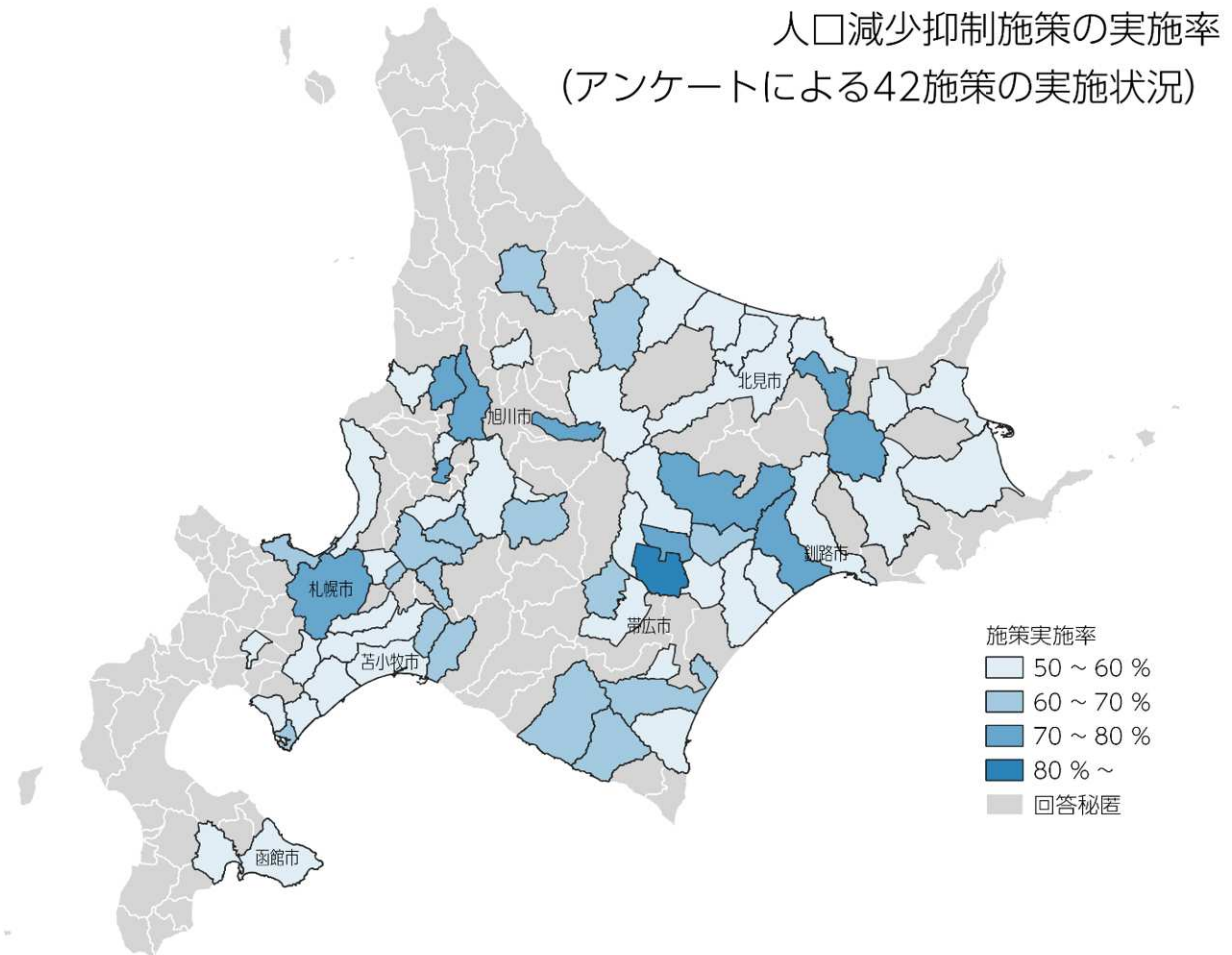 人口減少抑制施策の実施率
(アンケートによる42施策の実施状況)
北見市
旭川市
釧路市
札幌市
帯広市
苫小牧市
函館市
施策実施率
50 ~ 60 %
60 ~ 70 %
70 ~ 80 %
80 % ~
回答秘匿